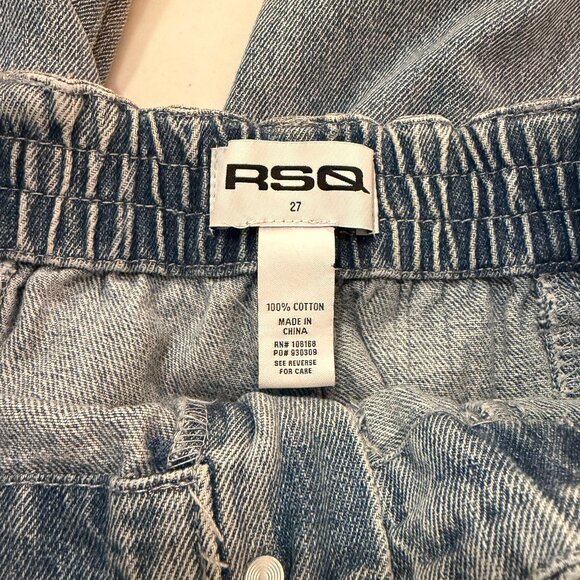 RSQ
27
100% COTTON
MADE IN
CHINA
RN# 108168
PO# 930309
SEE REVERSE
FOR CARE